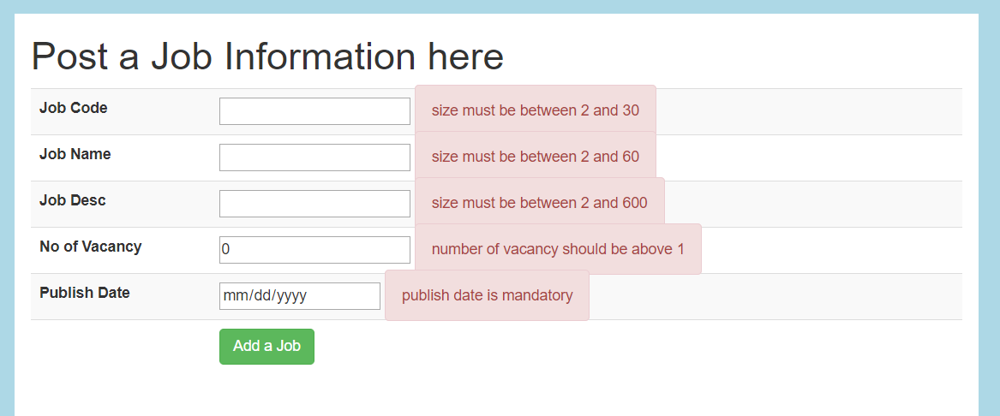 Post a Job Information here
Job Code size must be between 2 and 30
Job Name size must be between 2 and 60
Job Desc size must be between 2 and 600
No of Vacancy 0 number of vacancy should be above 1
Publish Date mm/dd/yyyy publish date is mandatory
Add a Job